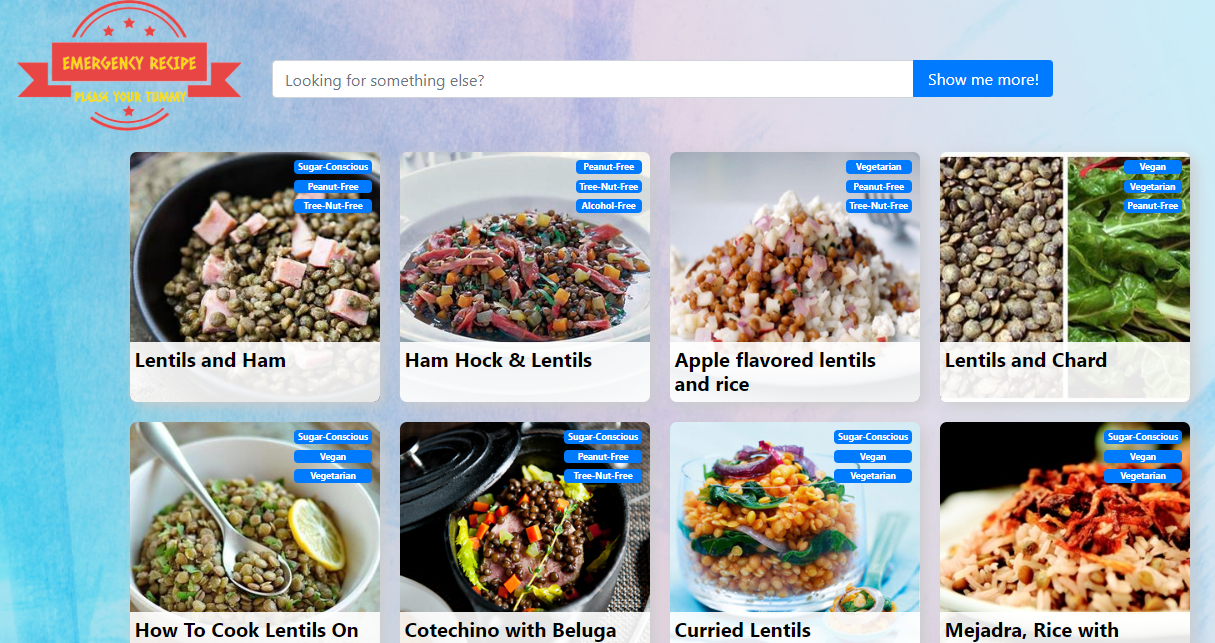 EMERGENCY RECIPE
PLEASE YOUR TUMMY
Looking for something else?
Show me more!
Sugar-Conscious
Peanut-Free
Tree-Nut-Free
Lentils and Ham
Peanut-Free
Tree-Nut-Free
Alcohol-Free
Ham Hock & Lentils
Vegetarian
Peanut-Free
Tree-Nut-Free
Apple flavored lentils
and rice
Vegan
Vegetarian
Peanut-Free
Lentils and Chard
Sugar-Conscious
Vegan
Vegetarian
How To Cook Lentils On
Sugar-Conscious
Peanut-Free
Tree-Nut-Free
Cotechino with Beluga
Sugar-Conscious
Vegan
Vegetarian
Curried Lentils
Sugar-Conscious
Vegan
Vegetarian
Mejadra, Rice with